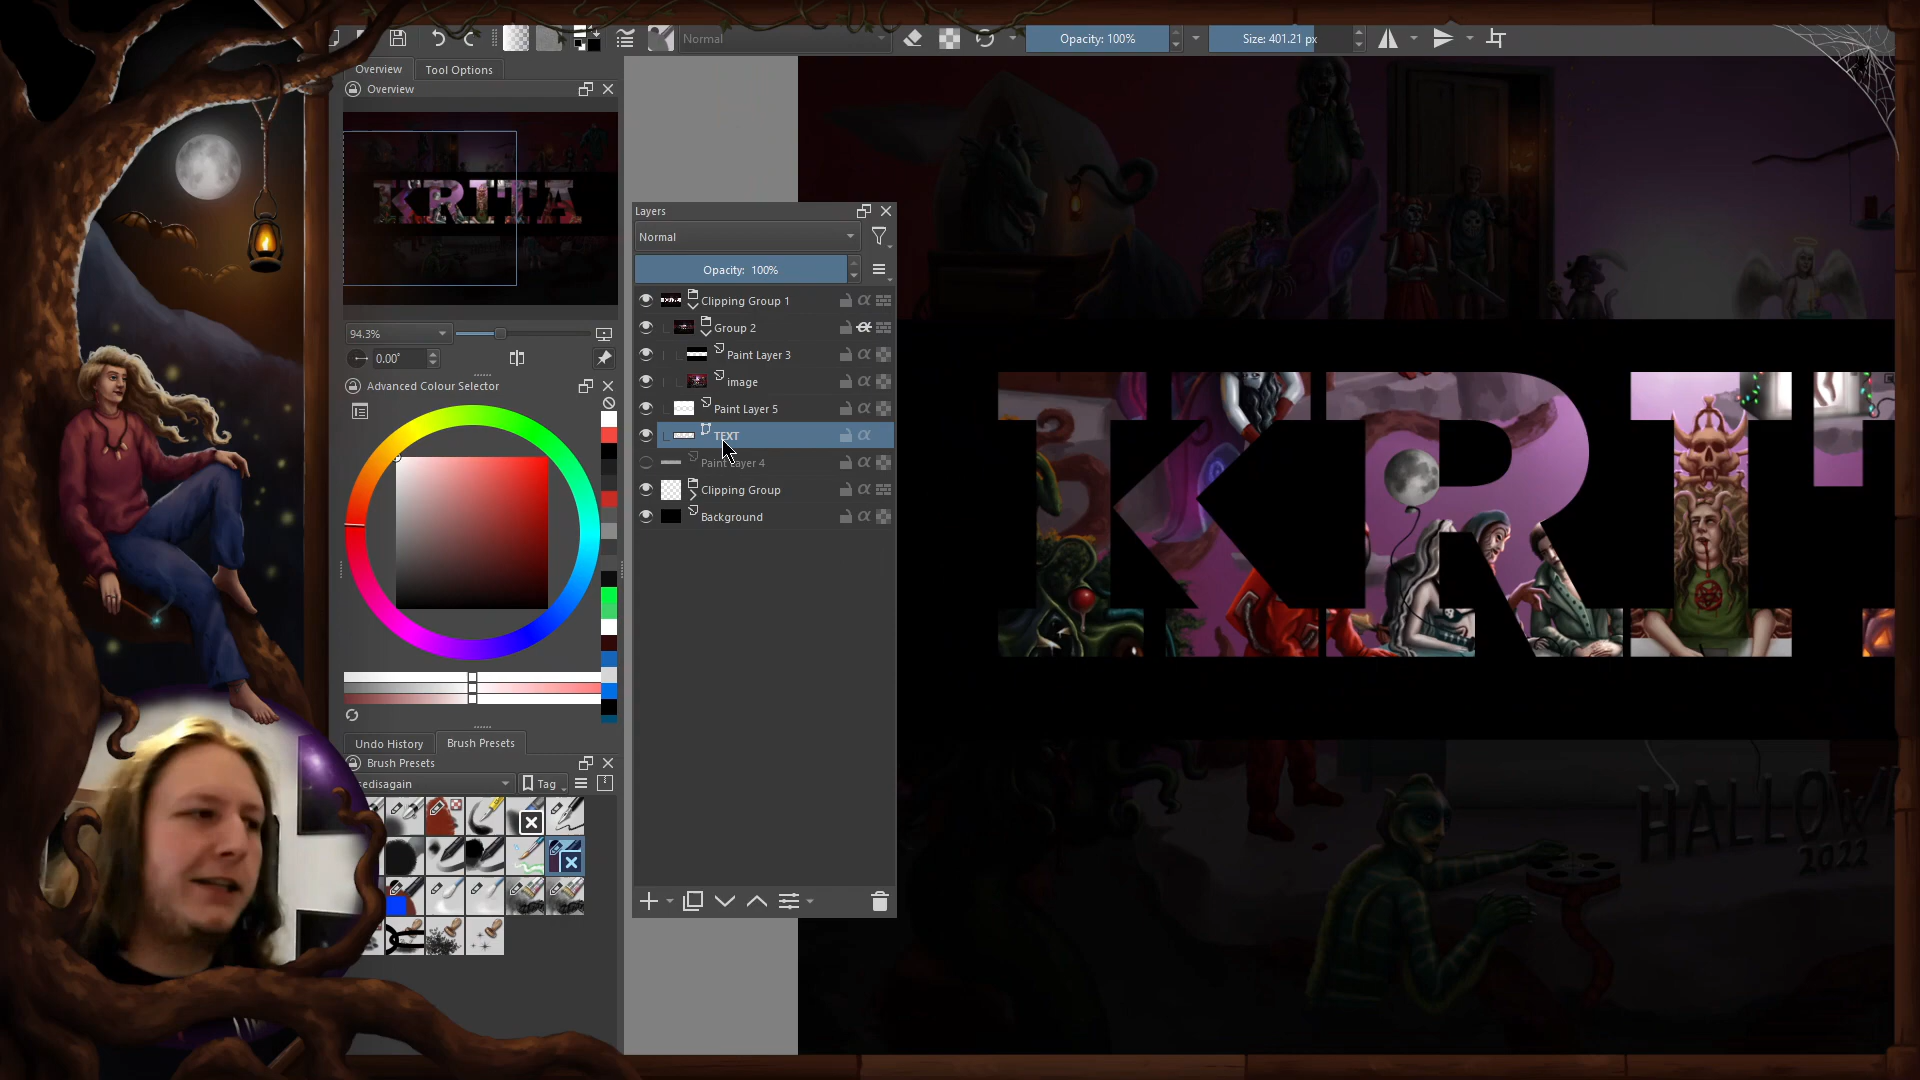 Normal
Opacity: 100%
Size: 401.21 px
Overview
Tool Options
Overview
KRITA
94.3%
0.00°
Advanced Colour Selector
Undo History
Brush Presets
Brush Presets
sedisagain
Tag
Layers
Normal
Opacity: 100%
Clipping Group 1
Group 2
Paint Layer 3
image
Paint Layer 5
TEXT
Paint Layer 4
Clipping Group
Background
KRIT
HALLOW
2022